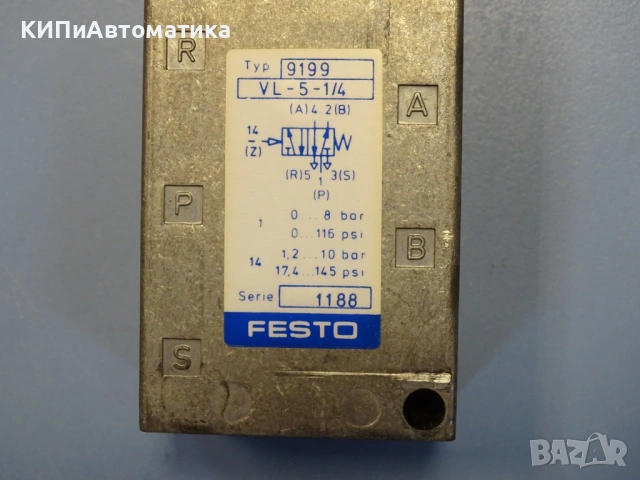 КИПиАвтоматика
R
Typ 9199
VL-5-1/4
A
(A)4 2(B)
14
(Z)
(R)5 3(S)
1
(P)
P
1 0...8 bar
0...116 psi
B
14 1,2...10 bar
17,4...145 psi
Serie 1188
FESTO
S
BAZAR